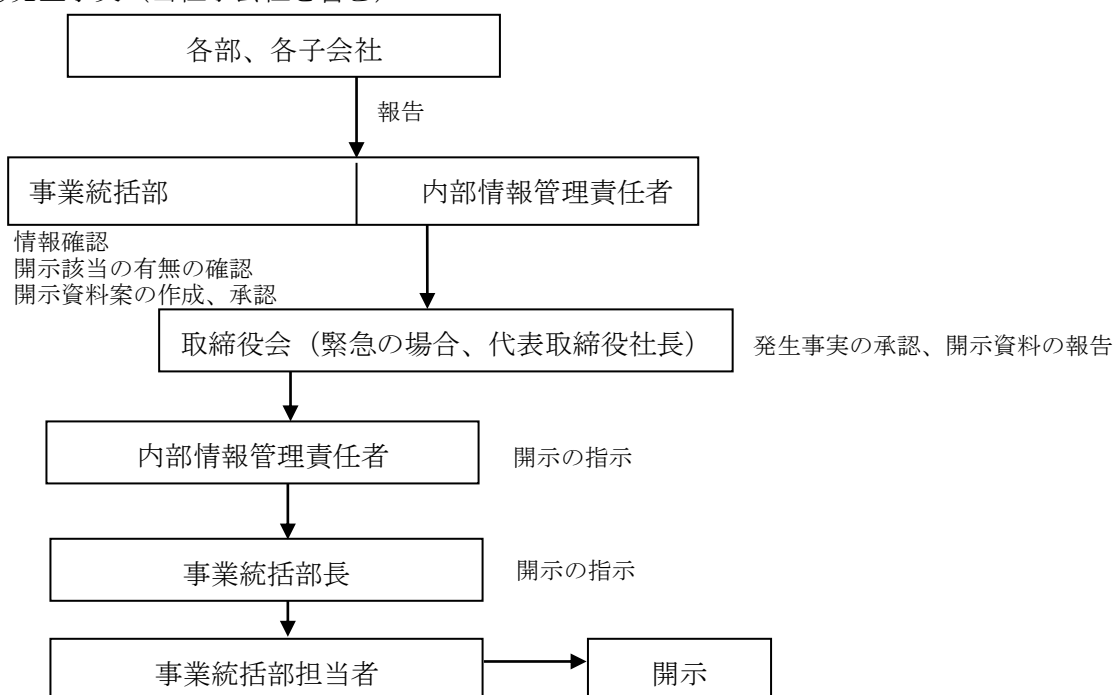 各部、各子会社
報告
事業統括部
内部情報管理責任者
情報確認
開示該当の有無の確認
開示資料案の作成、承認
取締役会（緊急の場合、代表取締役社長）
発生事実の承認、開示資料の報告
内部情報管理責任者
開示の指示
事業統括部長
開示の指示
事業統括部担当者
開示